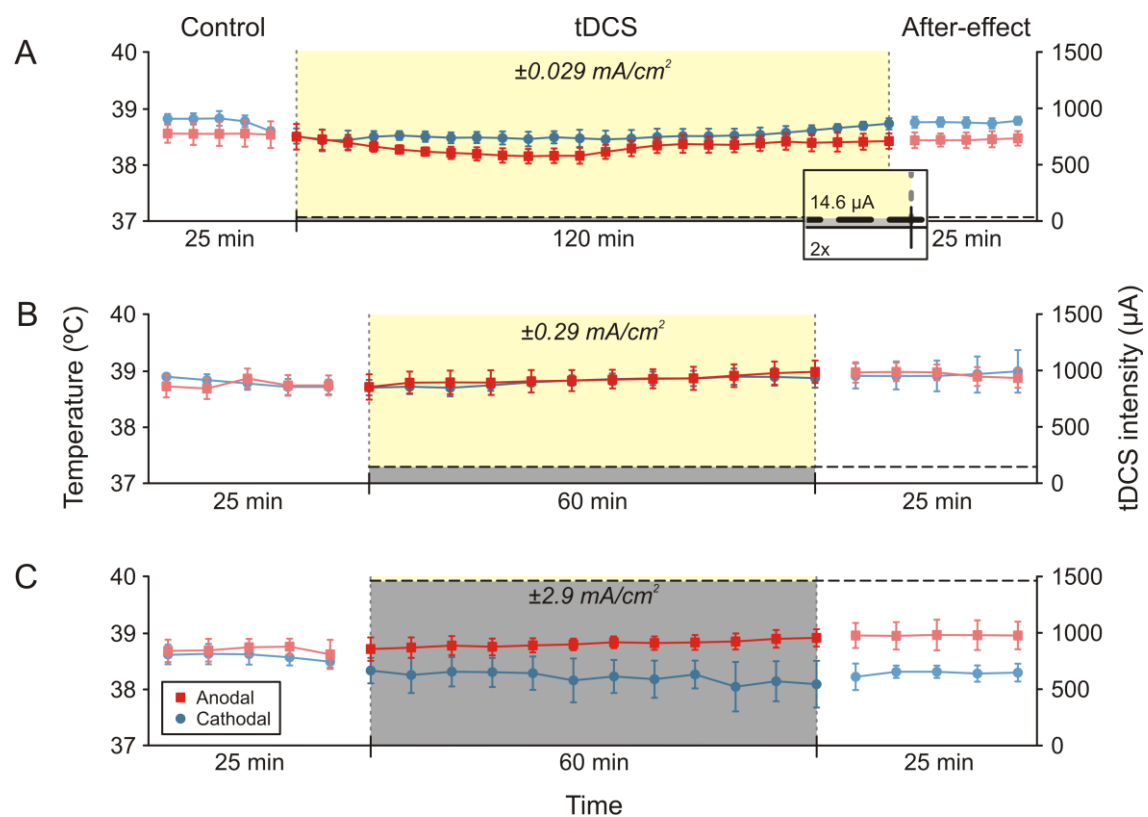 Control tDCS After-effect
A
±0.029 mA/cm²
40
39
38
37
1500
1000
500
0
14.6 µA
2x
25 min 120 min 25 min
B
±0.29 mA/cm²
40
39
38
37
1500
1000
500
0
25 min 60 min 25 min
Temperature (ºC)
tDCS intensity (µA)
C
±2.9 mA/cm²
40
39
38
37
1500
1000
500
0
Anodal
Cathodal
25 min 60 min 25 min
Time